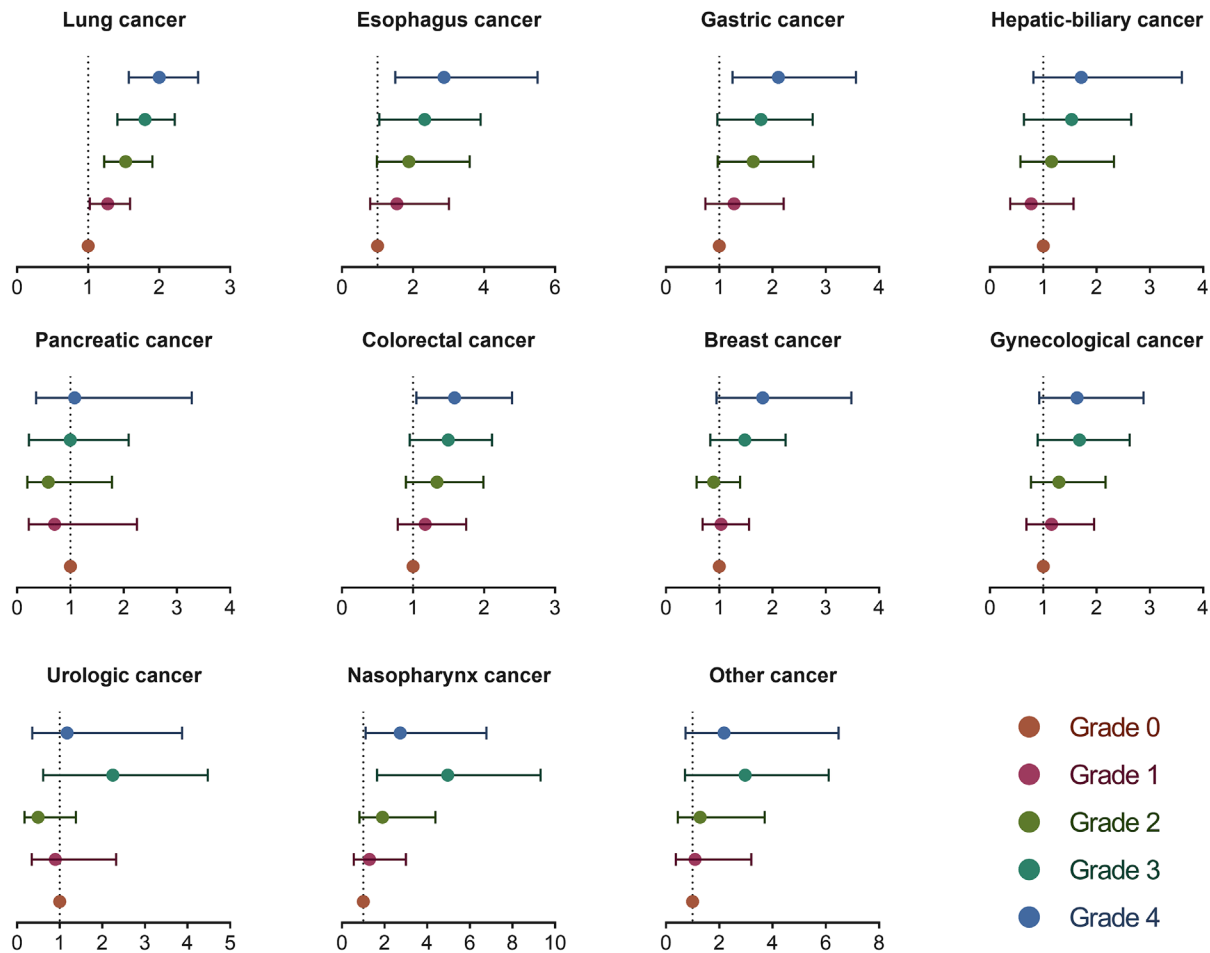 Lung cancer
Esophagus cancer
Gastric cancer
Hepatic-biliary cancer
0 1 2 3
0 2 4 6
0 1 2 3 4
0 1 2 3 4
Pancreatic cancer
Colorectal cancer
Breast cancer
Gynecological cancer
0 1 2 3 4
0 1 2 3
0 1 2 3 4
0 1 2 3 4
Urologic cancer
Nasopharynx cancer
Other cancer
0 1 2 3 4 5
0 2 4 6 8 10
0 2 4 6 8
Grade 0
Grade 1
Grade 2
Grade 3
Grade 4